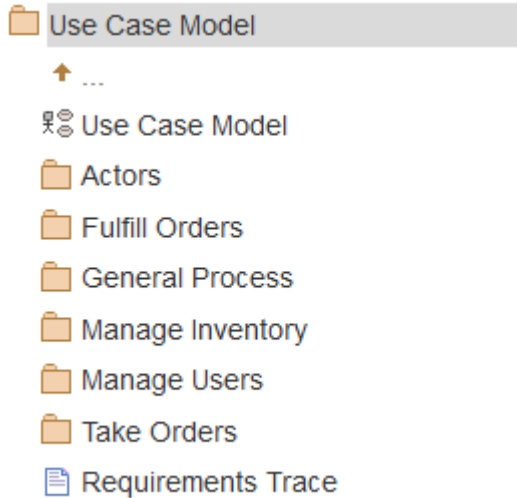 Use Case Model
...
Use Case Model
Actors
Fulfill Orders
General Process
Manage Inventory
Manage Users
Take Orders
Requirements Trace